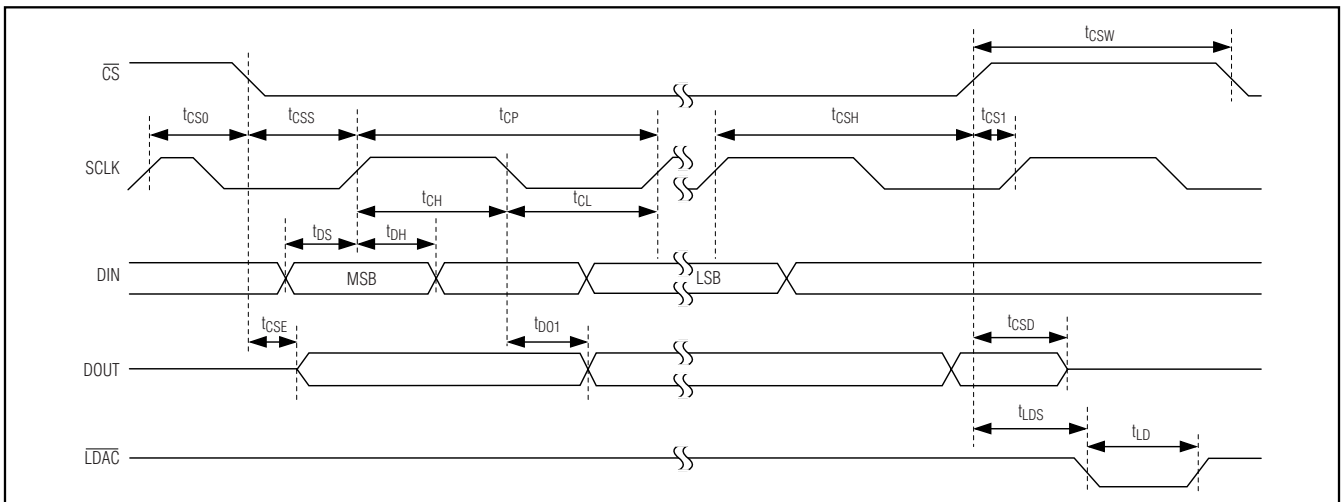 tCSW
CS
tCS0 tCSS tCP tCSH tCS1
SCLK
tCH tCL
tDS tDH
DIN MSB LSB
tCSE tDO1 tCSD
DOUT
tLDS tLD
LDAC